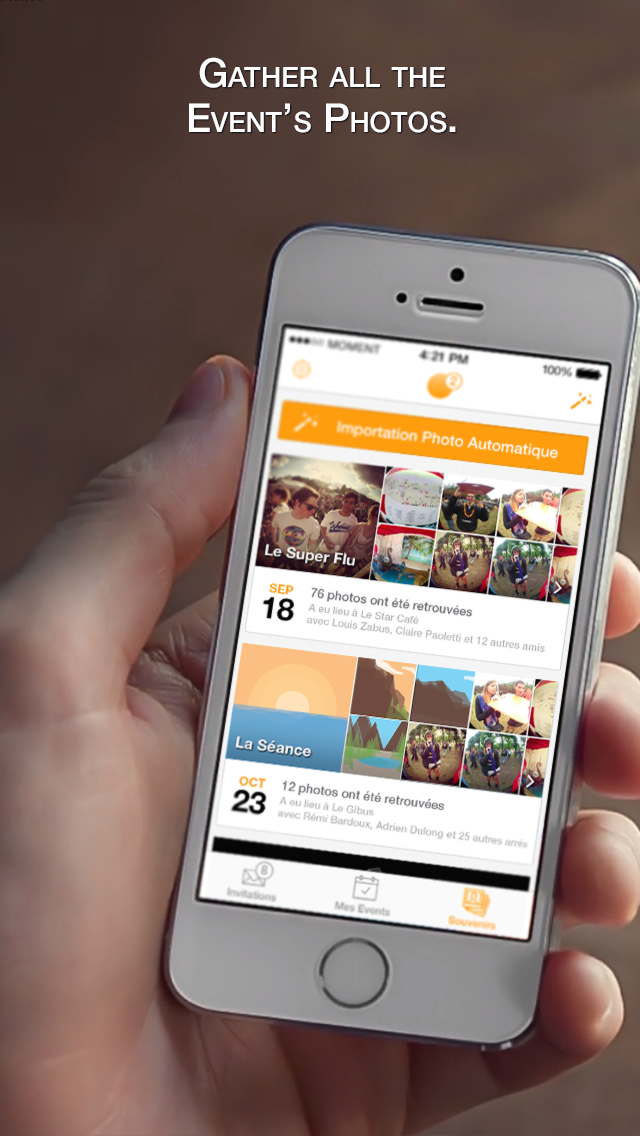 Gather all the
Event's Photos.
MOMENT
4:21 PM
100%
2
Importation Photo Automatique
Le Super Flu
SEP
18
76 photos ont été retrouvées
A eu lieu à Le Star Café
avec Louis Zabus, Claire Paoletti et 12 autres amis
La Séance
OCT
23
12 photos ont été retrouvées
A eu lieu à Le Gibus
avec Rémi Bardoux, Adrien Dulong et 25 autres amis
8
Invitations
Mes Events
Souvenirs